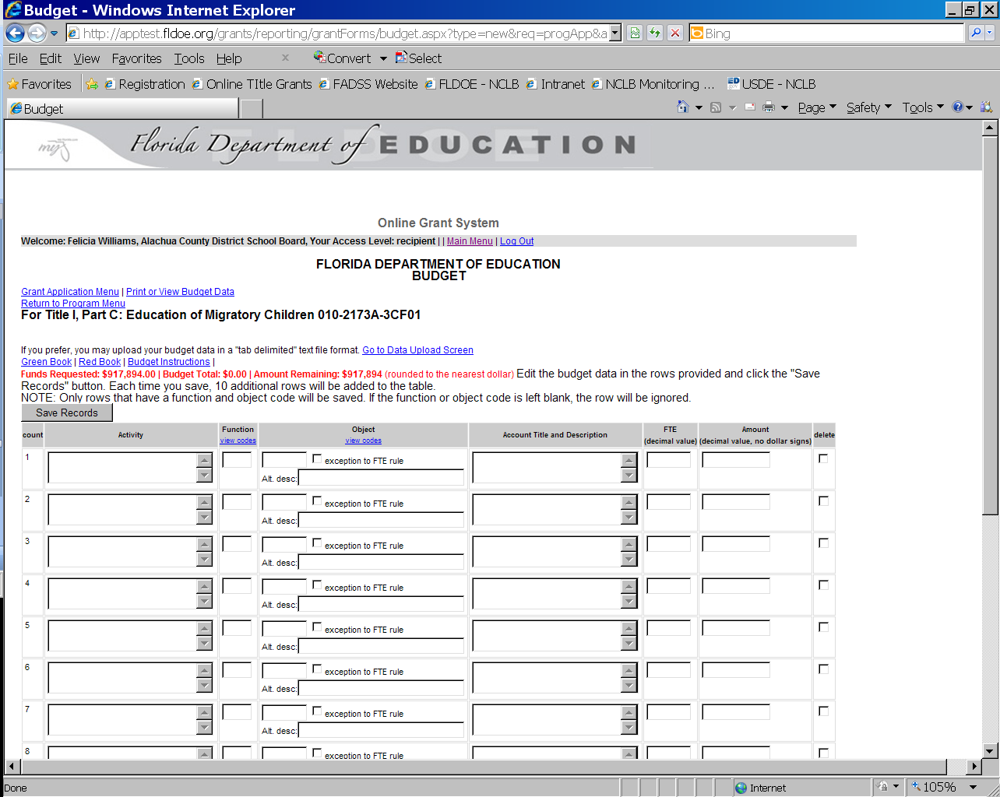 Budget - Windows Internet Explorer
http://apptest.fldoe.org/grants/reporting/grantForms/budget.aspx?type=new&req=progApp&a
Bing
File Edit View Favorites Tools Help x Convert Select
Favorites Registration Online TItle Grants FADSS Website FLDOE - NCLB Intranet NCLB Monitoring ... USDE - NCLB
Budget
Page Safety Tools
Florida Department of EDUCATION
Online Grant System
Welcome: Felicia Williams, Alachua County District School Board, Your Access Level: recipient | | Main Menu | Log Out
FLORIDA DEPARTMENT OF EDUCATION
BUDGET
Grant Application Menu | Print or View Budget Data
Return to Program Menu
For Title I, Part C: Education of Migratory Children 010-2173A-3CF01
If you prefer, you may upload your budget data in a "tab delimited" text file format. Go to Data Upload Screen
Green Book | Red Book | Budget Instructions |
Funds Requested: $917,894.00 | Budget Total: $0.00 | Amount Remaining: $917,894 (rounded to the nearest dollar) Edit the budget data in the rows provided and click the "Save
Records" button. Each time you save, 10 additional rows will be added to the table.
NOTE: Only rows that have a function and object code will be saved. If the function or object code is left blank, the row will be ignored.
Save Records
count Activity Function view codes Object view codes Account Title and Description FTE (decimal value) Amount (decimal value, no dollar signs) delete
1 exception to FTE rule
Alt. desc:
2 exception to FTE rule
Alt. desc:
3 exception to FTE rule
Alt. desc:
4 exception to FTE rule
Alt. desc:
5 exception to FTE rule
Alt. desc:
6 exception to FTE rule
Alt. desc:
7 exception to FTE rule
Alt. desc:
8 exception to FTE rule
Done Internet 105%